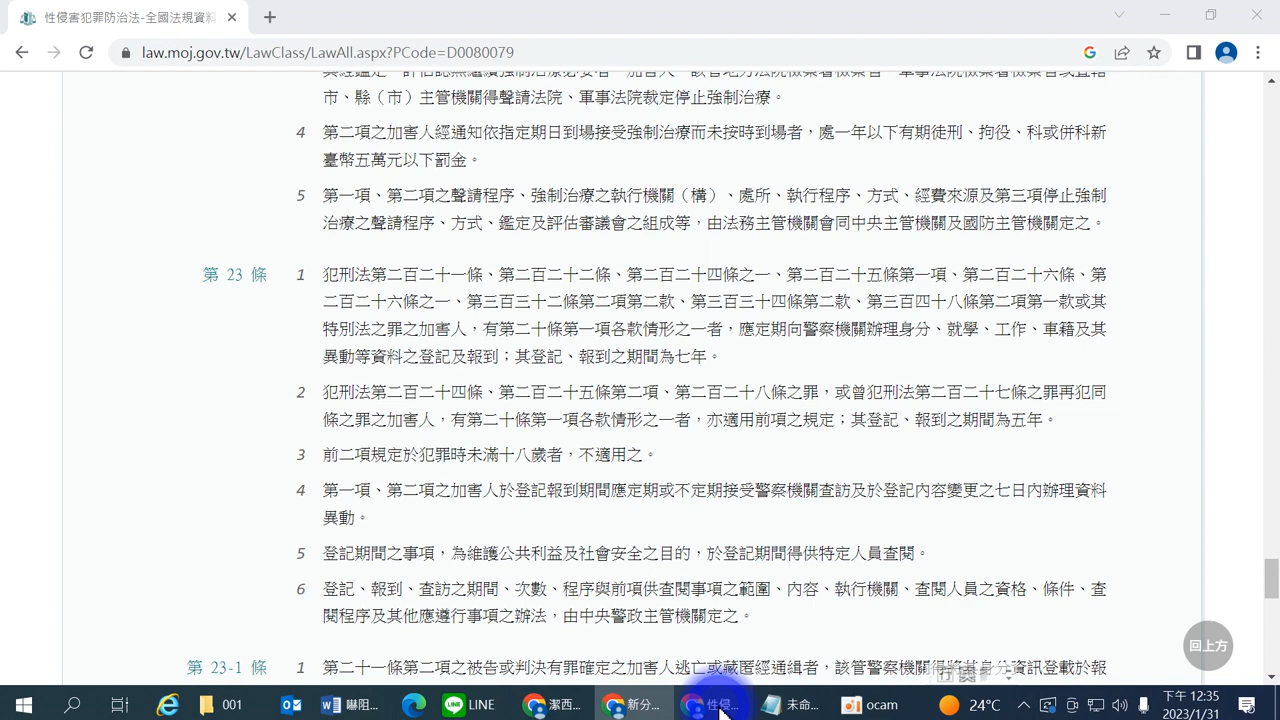 性侵害犯罪防治法-全國法規資料
law.moj.gov.tw/LawClass/LawAll.aspx?PCode=D0080079
市、縣（市）主管機關得聲請法院、軍事法院裁定停止強制治療。
4 第二項之加害人經通知依指定期日到場接受強制治療而未按時到場者，處一年以下有期徒刑、拘役、科或併科新
臺幣五萬元以下罰金。
5 第一項、第二項之聲請程序、強制治療之執行機關（構）、處所、執行程序、方式、經費來源及第三項停止強制
治療之聲請程序、方式、鑑定及評估審議會之組成等，由法務主管機關會同中央主管機關及國防主管機關定之。
第 23 條 1 犯刑法第二百二十一條、第二百二十二條、第二百二十四條之一、第二百二十五條第一項、第二百二十六條、第
二百二十六條之一、第三百三十二條第二項第二款、第三百三十四條第二款、第三百四十八條第二項第一款或其
特別法之罪之加害人，有第二十條第一項各款情形之一者，應定期向警察機關辦理身分、就學、工作、車籍及其
異動等資料之登記及報到；其登記、報到之期間為七年。
2 犯刑法第二百二十四條、第二百二十五條第二項、第二百二十八條之罪，或曾犯刑法第二百二十七條之罪再犯同
條之罪之加害人，有第二十條第一項各款情形之一者，亦適用前項之規定；其登記、報到之期間為五年。
3 前二項規定於犯罪時未滿十八歲者，不適用之。
4 第一項、第二項之加害人於登記報到期間應定期或不定期接受警察機關查訪及於登記內容變更之七日內辦理資料
異動。
5 登記期間之事項，為維護公共利益及社會安全之目的，於登記期間得供特定人員查閱。
6 登記、報到、查訪之期間、次數、程序與前項供查閱事項之範圍、內容、執行機關、查閱人員之資格、條件、查
閱程序及其他應遵行事項之辦法，由中央警政主管機關定之。
回上方
第 23-1 條 1 第二十一條第二項之被告或判決有罪確定之加害人逃亡或藏匿經通緝者，該管警察機關得將其身分資訊登載於報
001 赫阻... LINE 潔西... 新分... 性侵... 未命... ocam 24°C 下午 12:35
2023/1/31